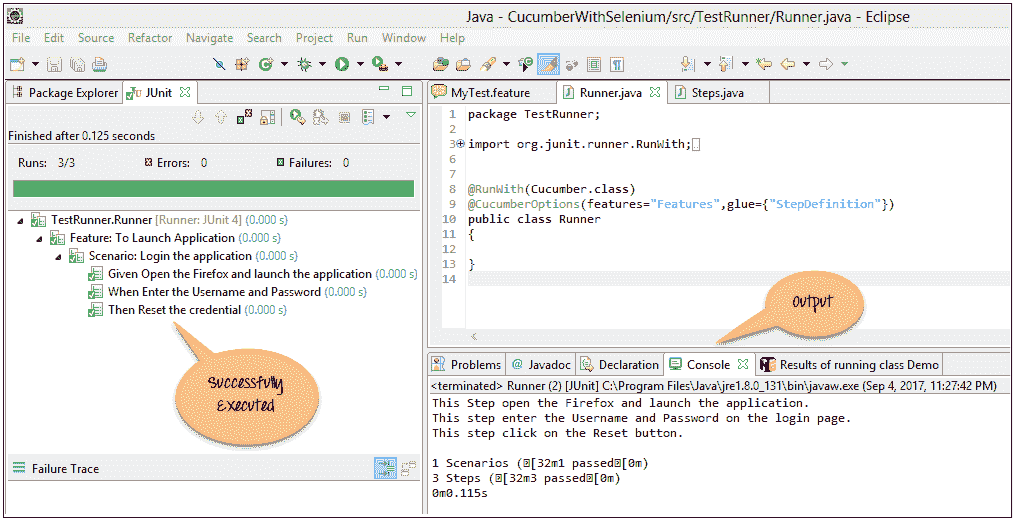 Java - CucumberWithSelenium/src/TestRunner/Runner.java - Eclipse
File Edit Source Refactor Navigate Search Project Run Window Help
Package Explorer JUnit
Finished after 0.125 seconds
Runs: 3/3 Errors: 0 Failures: 0
TestRunner.Runner [Runner: JUnit 4] (0.000 s)
Feature: To Launch Application (0.000 s)
Scenario: Login the application (0.000 s)
Given Open the Firefox and launch the application (0.000 s)
When Enter the Username and Password (0.000 s)
Then Reset the credential (0.000 s)
Successfully
Executed
Failure Trace
MyTest.feature Runner.java Steps.java
1 package TestRunner;
2
3 import org.junit.runner.RunWith;
6
7
8 @RunWith(Cucumber.class)
9 @CucumberOptions(features="Features",glue={"StepDefinition"})
10 public class Runner
11 {
12
13 }
14
Output
Problems @ Javadoc Declaration Console Results of running class Demo
<terminated> Runner (2) [JUnit] C:\Program Files\Java\jre1.8.0_131\bin\javaw.exe (Sep 4, 2017, 11:27:42 PM)
This Step open the Firefox and launch the application.
This step enter the Username and Password on the login page.
This step click on the Reset button.
1 Scenarios ([32m1 passed[0m)
3 Steps ([32m3 passed[0m)
0m0.115s